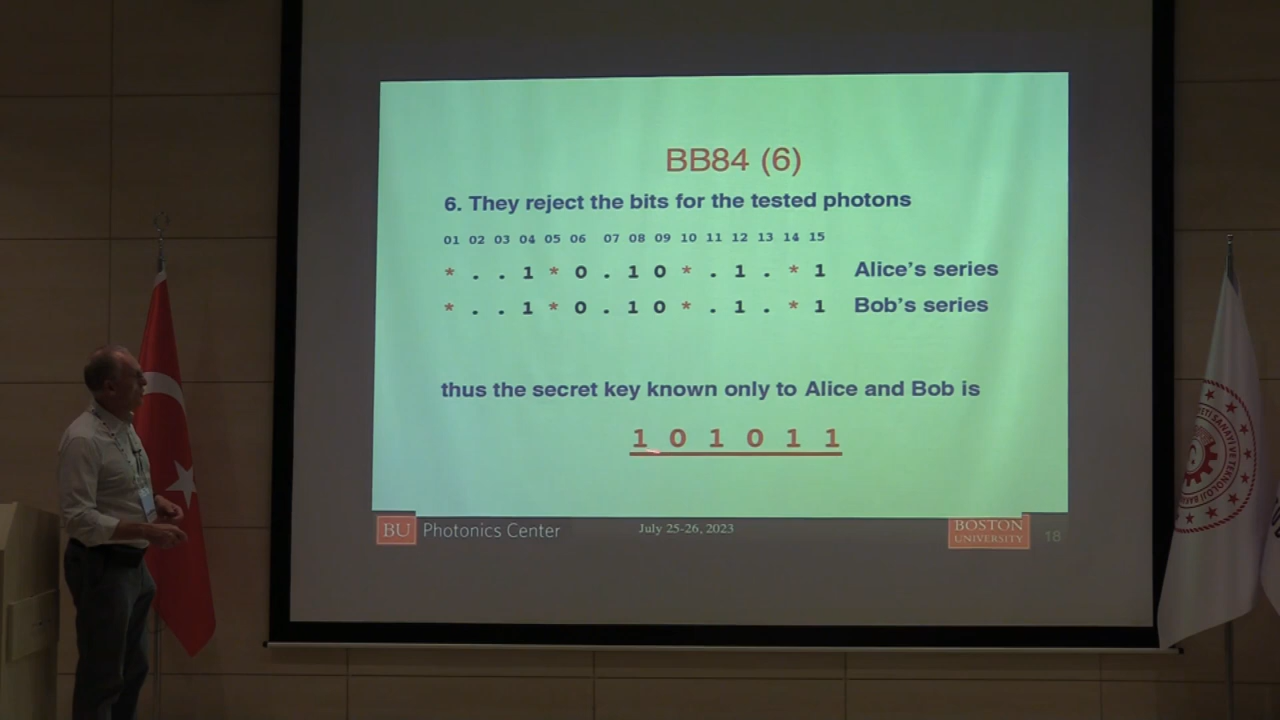 BB84 (6)
6. They reject the bits for the tested photons
01 02 03 04 05 06 07 08 09 10 11 12 13 14 15
* . . 1 * 0 . 1 0 * . 1 . * 1 Alice's series
* . . 1 * 0 . 1 0 * . 1 . * 1 Bob's series
thus the secret key known only to Alice and Bob is
1 0 1 0 1 1
BU Photonics Center
July 25-26, 2023
BOSTON
UNIVERSITY
18
SANAYİ VE TEKNOLOJİ